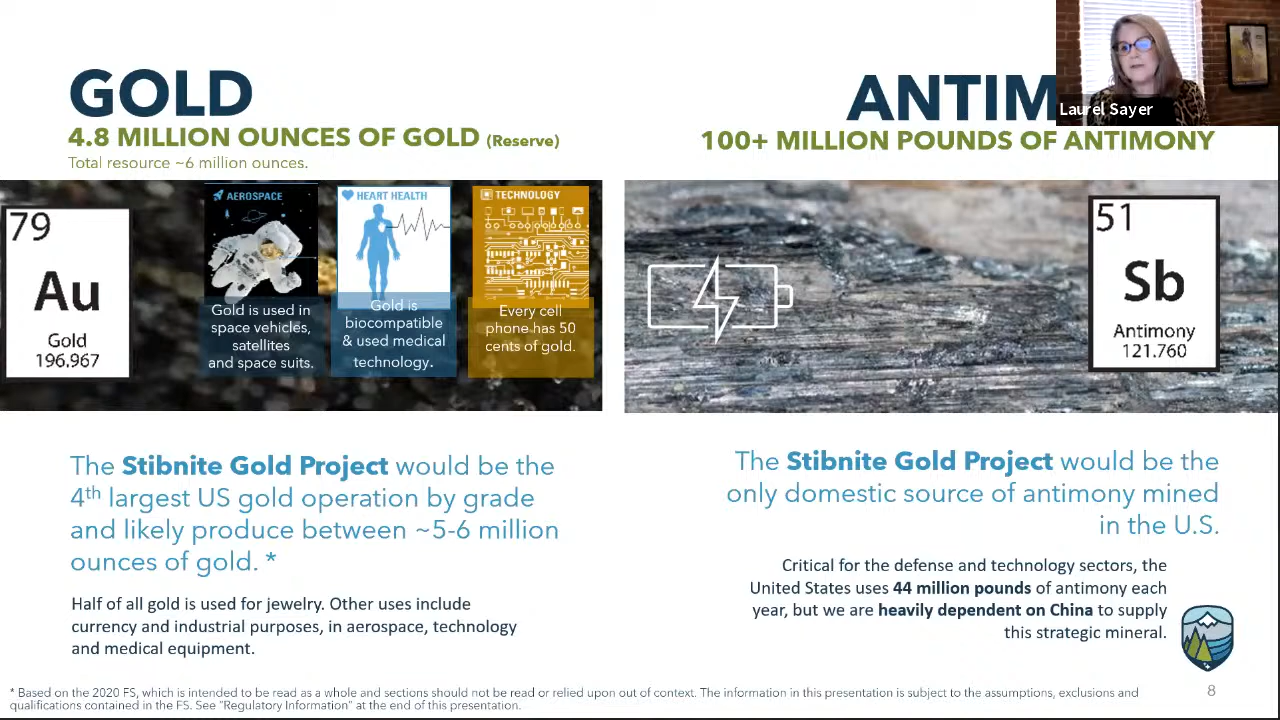 GOLD
4.8 MILLION OUNCES OF GOLD (Reserve)
Total resource ~6 million ounces.
79
Au
Gold
196.967
AEROSPACE
Gold is used in
space vehicles,
satellites
and space suits.
HEART HEALTH
Gold is
biocompatible
& used medical
technology.
TECHNOLOGY
Every cell
phone has 50
cents of gold.
The Stibnite Gold Project would be the
4th largest US gold operation by grade
and likely produce between ~5-6 million
ounces of gold. *
Half of all gold is used for jewelry. Other uses include
currency and industrial purposes, in aerospace, technology
and medical equipment.
ANTIM
Laurel Sayer
100+ MILLION POUNDS OF ANTIMONY
51
Sb
Antimony
121.760
The Stibnite Gold Project would be the
only domestic source of antimony mined
in the U.S.
Critical for the defense and technology sectors, the
United States uses 44 million pounds of antimony each
year, but we are heavily dependent on China to supply
this strategic mineral.
* Based on the 2020 FS, which is intended to be read as a whole and sections should not be read or relied upon out of context. The information in this presentation is subject to the assumptions, exclusions and
qualifications contained in the FS. See "Regulatory Information" at the end of this presentation.
8